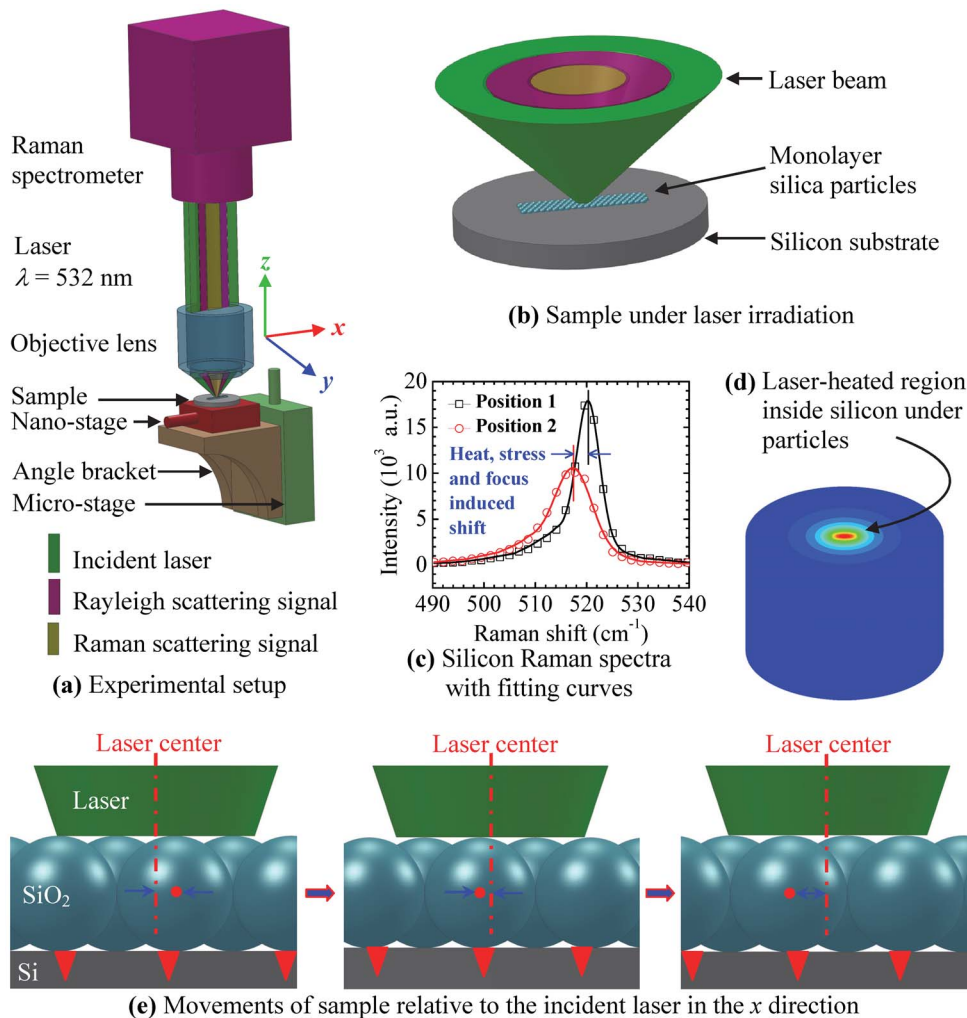 Raman
spectrometer
Laser
λ = 532 nm
Objective lens
Sample
Nano-stage
Angle bracket
Micro-stage
z
x
y
Incident laser
Rayleigh scattering signal
Raman scattering signal
(a) Experimental setup
Laser beam
Monolayer
silica particles
Silicon substrate
(b) Sample under laser irradiation
20
15
10
5
0
Intensity (10³ a.u.)
Position 1
Position 2
Heat, stress
and focus
induced
shift
490 500 510 520 530 540
Raman shift (cm⁻¹)
(c) Silicon Raman spectra
with fitting curves
(d) Laser-heated region
inside silicon under
particles
Laser center
Laser center
Laser center
Laser
SiO₂
Si
(e) Movements of sample relative to the incident laser in the x direction